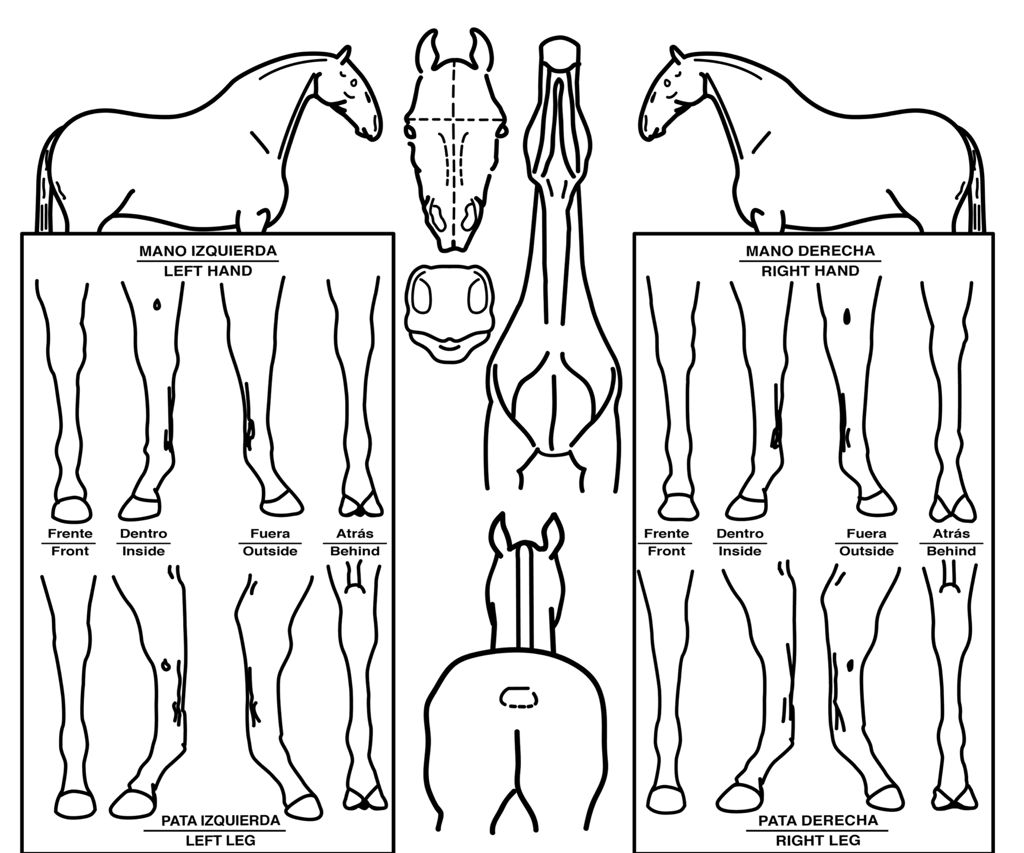 MANO IZQUIERDA
LEFT HAND
MANO DERECHA
RIGHT HAND
Frente
Front
Dentro
Inside
Fuera
Outside
Atrás
Behind
Frente
Front
Dentro
Inside
Fuera
Outside
Atrás
Behind
PATA IZQUIERDA
LEFT LEG
PATA DERECHA
RIGHT LEG